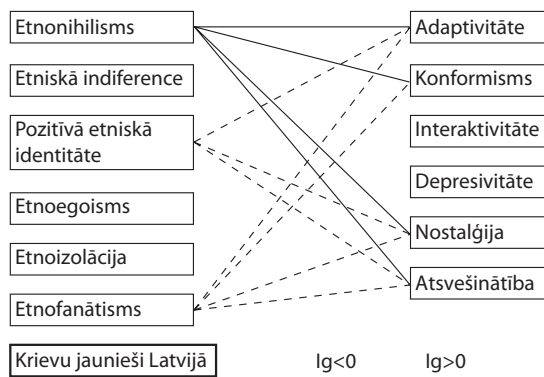 Etnonihilisms
Etniskā indiference
Pozitīvā etniskā
identitāte
Etnoegoisms
Etnoizolācija
Etnofanātisms
Adaptivitāte
Konformisms
Interaktivitāte
Depresivitāte
Nostalģija
Atsvešinātība
Krievu jaunieši Latvijā
Ig<0
Ig>0